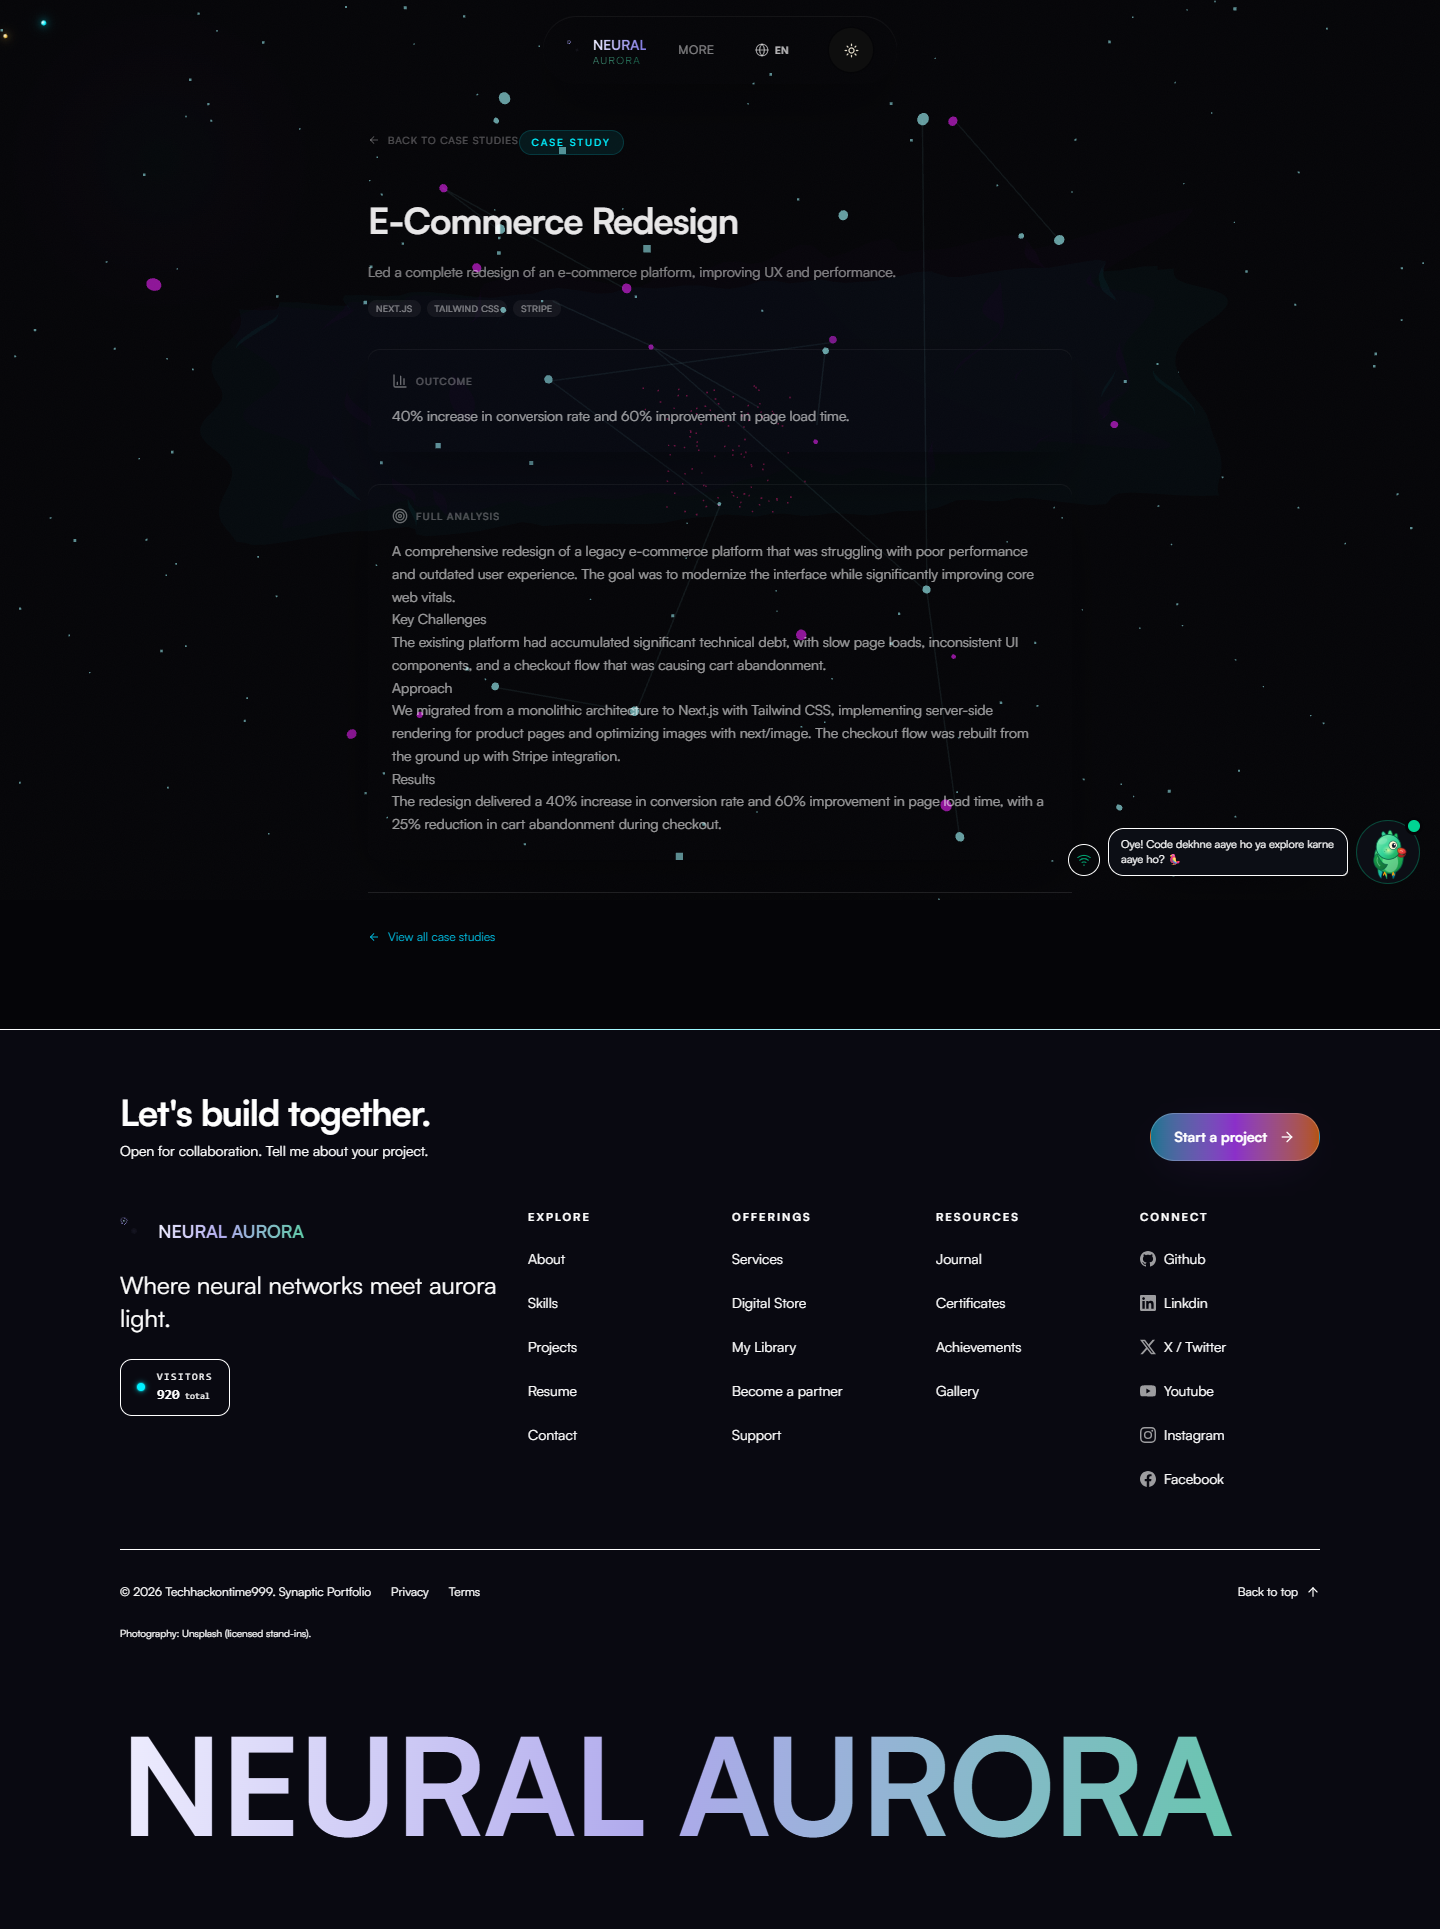 NEURAL
AURORA
MORE
EN
BACK TO CASE STUDIES
CASE STUDY
E-Commerce Redesign
Led a complete redesign of an e-commerce platform, improving UX and performance.
NEXT.JS
TAILWIND CSS
STRIPE
OUTCOME
40% increase in conversion rate and 60% improvement in page load time.
FULL ANALYSIS
A comprehensive redesign of a legacy e-commerce platform that was struggling with poor performance
and outdated user experience. The goal was to modernize the interface while significantly improving core
web vitals.
Key Challenges
The existing platform had accumulated significant technical debt, with slow page loads, inconsistent UI
components, and a checkout flow that was causing cart abandonment.
Approach
We migrated from a monolithic architecture to Next.js with Tailwind CSS, implementing server-side
rendering for product pages and optimizing images with next/image. The checkout flow was rebuilt from
the ground up with Stripe integration.
Results
The redesign delivered a 40% increase in conversion rate and 60% improvement in page load time, with a
25% reduction in cart abandonment during checkout.
Oye! Code dekhne aaye ho ya explore karne
aaye ho? 🦜
View all case studies
Let's build together.
Open for collaboration. Tell me about your project.
Start a project
NEURAL AURORA
Where neural networks meet aurora
light.
VISITORS
920 total
EXPLORE
About
Skills
Projects
Resume
Contact
OFFERINGS
Services
Digital Store
My Library
Become a partner
Support
RESOURCES
Journal
Certificates
Achievements
Gallery
CONNECT
Github
Linkdin
X / Twitter
Youtube
Instagram
Facebook
© 2026 Techhackontime999. Synaptic Portfolio
Privacy
Terms
Back to top
Photography: Unsplash (licensed stand-ins).
NEURAL AURORA